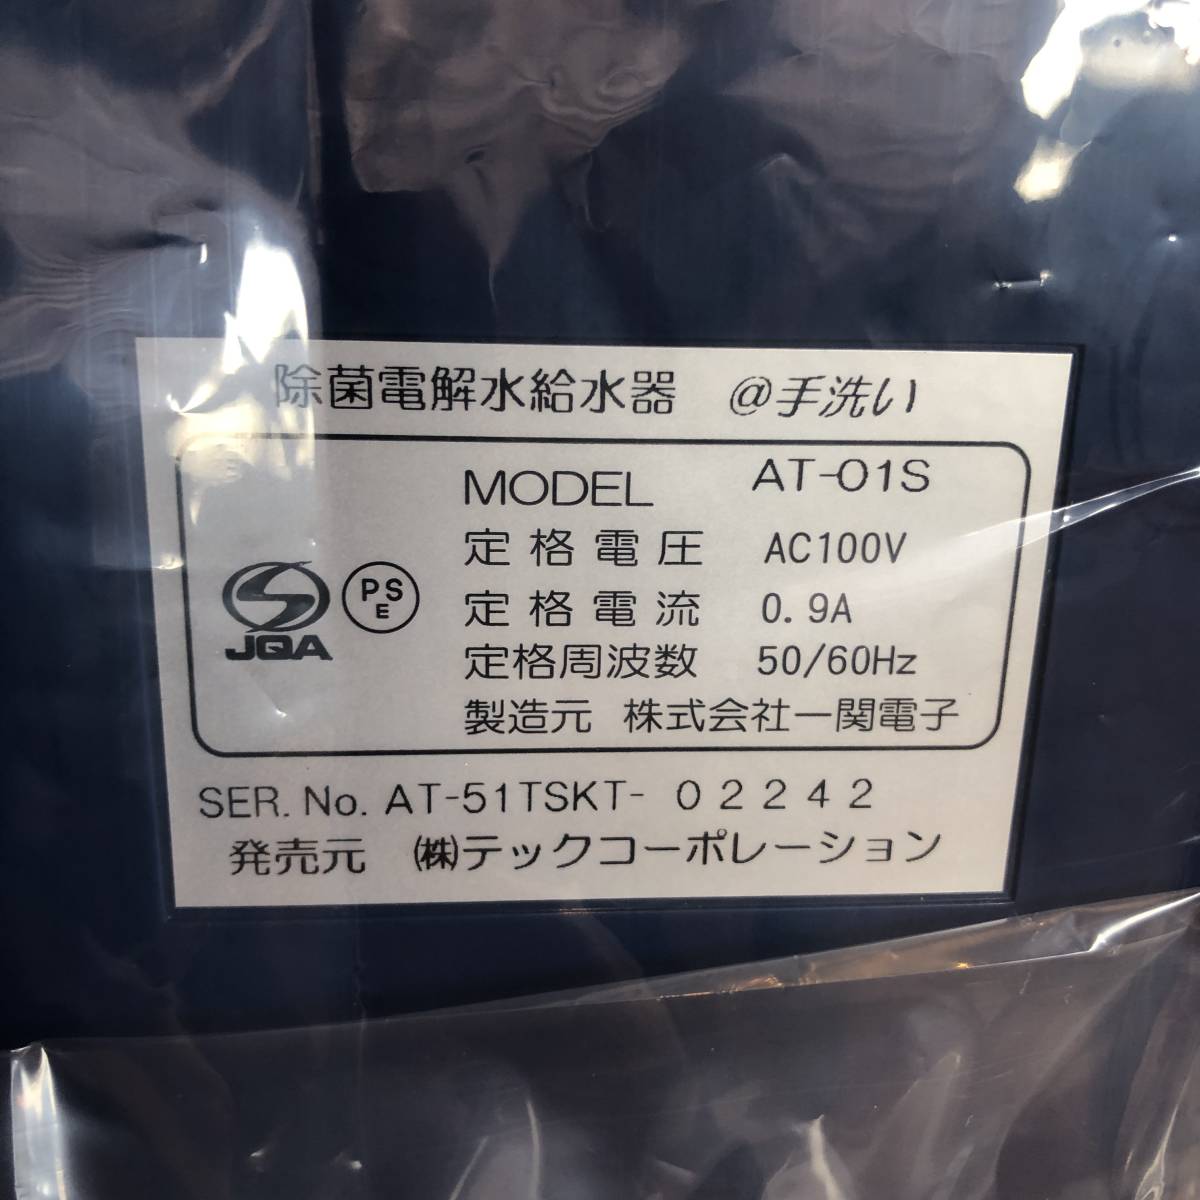 除菌電解水給水器 @手洗い
MODEL AT-01S
定格電圧 AC100V
定格電流 0.9A
定格周波数 50/60Hz
製造元 株式会社一関電子
JQA
PS
E
SER. No. AT-51TSKT- 02242
発売元 ㈱テックコーポレーション